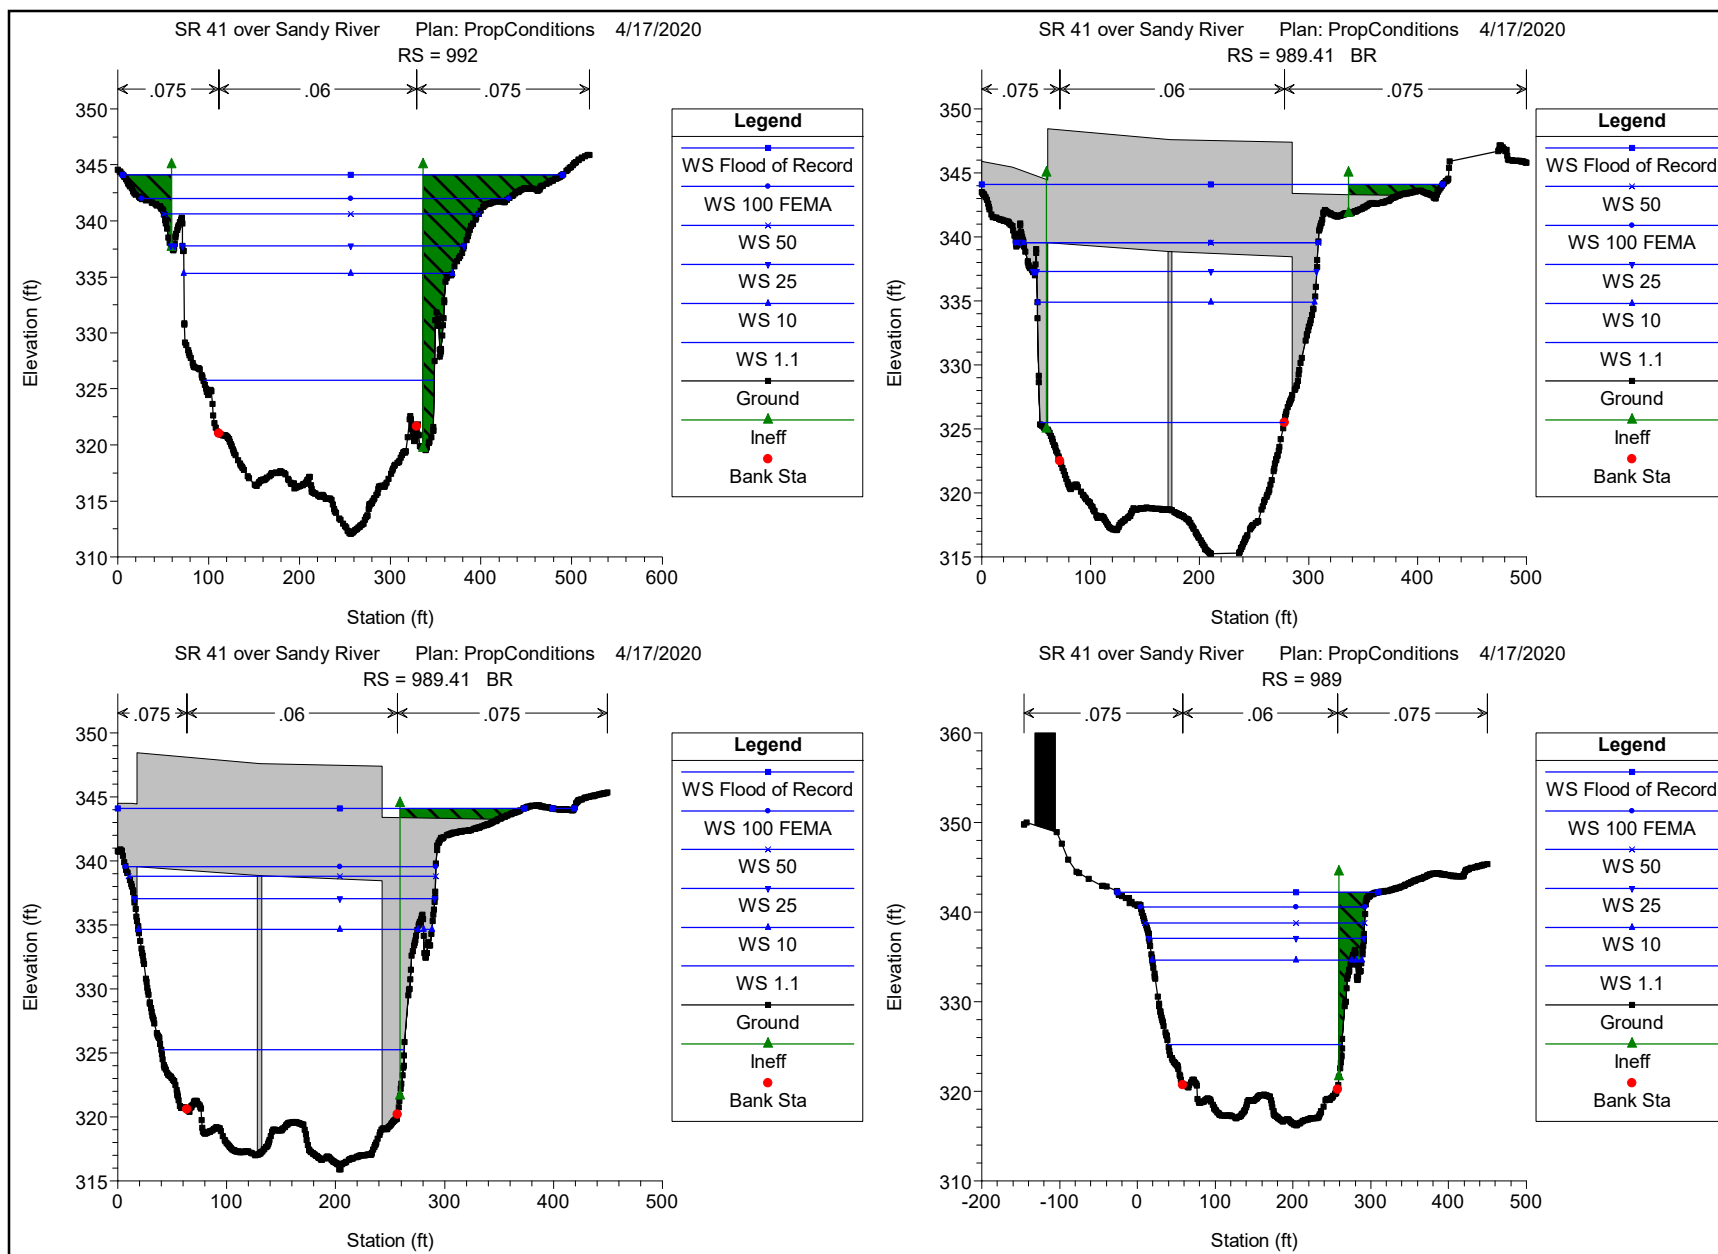 SR 41 over Sandy River Plan: PropConditions 4/17/2020
RS = 992
.075 .06 .075
350
345
340
335
330
325
320
315
310
0 100 200 300 400 500 600
Elevation (ft)
Station (ft)
Legend
WS Flood of Record
WS 100 FEMA
WS 50
WS 25
WS 10
WS 1.1
Ground
Ineff
Bank Sta
SR 41 over Sandy River Plan: PropConditions 4/17/2020
RS = 989.41 BR
.075 .06 .075
350
345
340
335
330
325
320
315
0 100 200 300 400 500
Elevation (ft)
Station (ft)
Legend
WS Flood of Record
WS 50
WS 100 FEMA
WS 25
WS 10
WS 1.1
Ground
Ineff
Bank Sta
SR 41 over Sandy River Plan: PropConditions 4/17/2020
RS = 989.41 BR
.075 .06 .075
350
345
340
335
330
325
320
315
0 100 200 300 400 500
Elevation (ft)
Station (ft)
Legend
WS Flood of Record
WS 100 FEMA
WS 50
WS 25
WS 10
WS 1.1
Ground
Ineff
Bank Sta
SR 41 over Sandy River Plan: PropConditions 4/17/2020
RS = 989
.075 .06 .075
360
350
340
330
320
310
-200 -100 0 100 200 300 400 500
Elevation (ft)
Station (ft)
Legend
WS Flood of Record
WS 100 FEMA
WS 50
WS 25
WS 10
WS 1.1
Ground
Ineff
Bank Sta